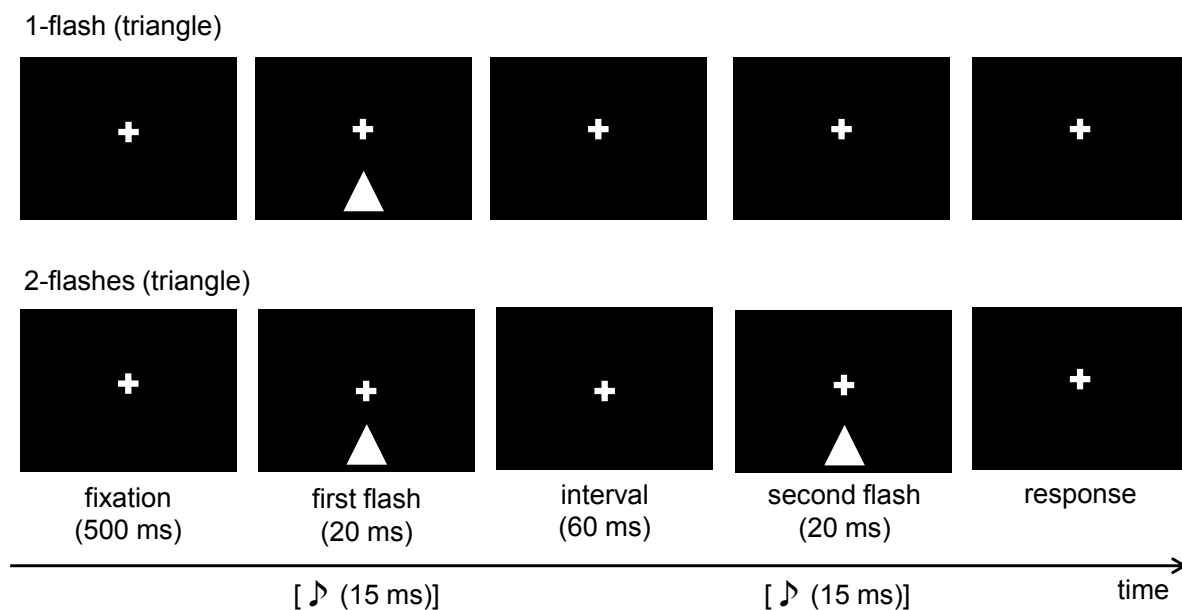 1-flash (triangle)
2-flashes (triangle)
fixation
(500 ms)
first flash
(20 ms)
interval
(60 ms)
second flash
(20 ms)
response
time
[ ♪ (15 ms)]
[ ♪ (15 ms)]